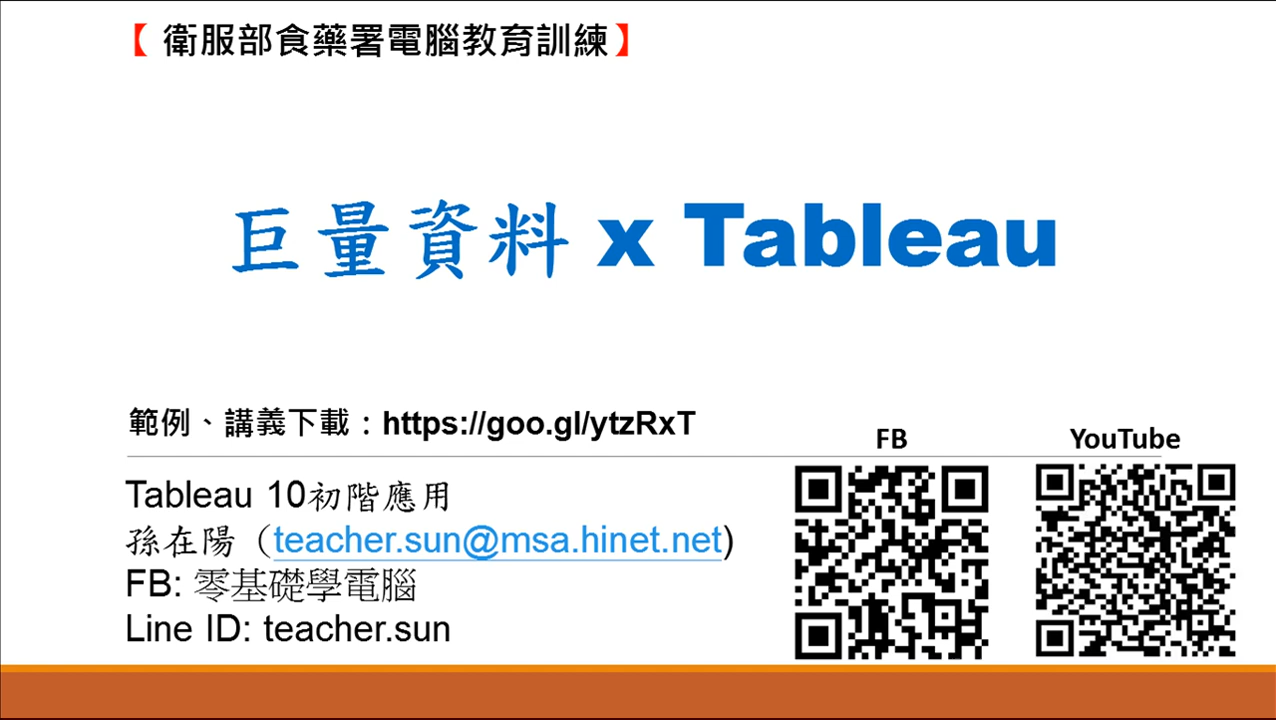 【 衛服部食藥署電腦教育訓練】
巨量資料 x Tableau
範例、講義下載：https://goo.gl/ytzRxT
FB
YouTube
Tableau 10初階應用
孫在陽（teacher.sun@msa.hinet.net)
FB: 零基礎學電腦
Line ID: teacher.sun